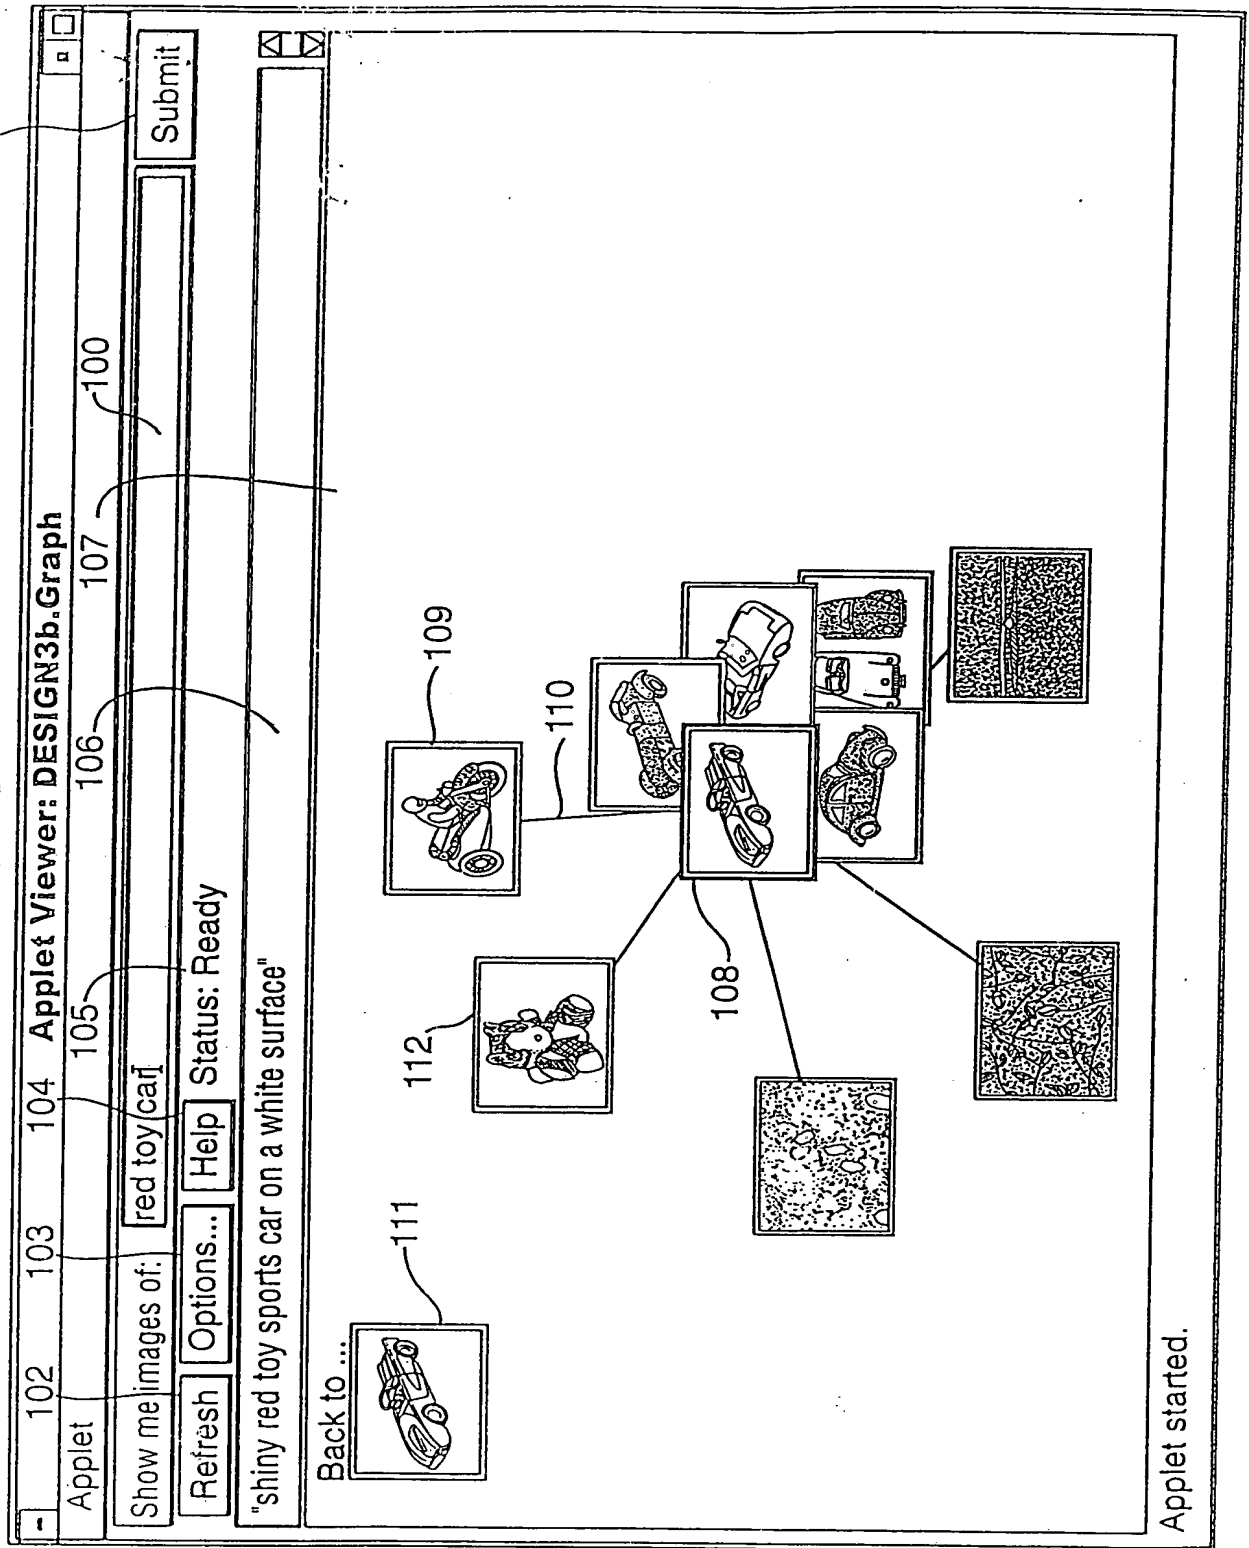 Applet Viewer: DESIGN3b.Graph
102 103 104 105 106 107 100
Applet
Show me images of: red toy car Submit
Refresh Options... Help Status: Ready
"shiny red toy sports car on a white surface"
Back to ...
111
112
109
110
108
Applet started.